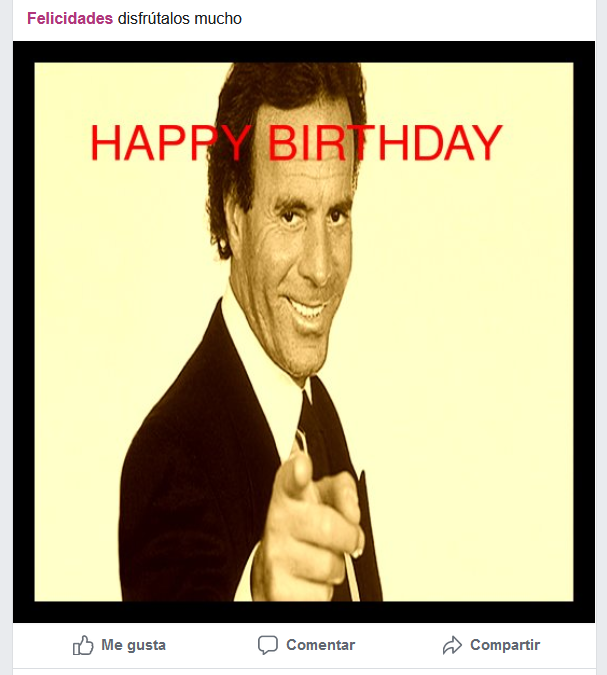 Felicidades disfrútalos mucho
HAPPY BIRTHDAY
Me gusta
Comentar
Compartir